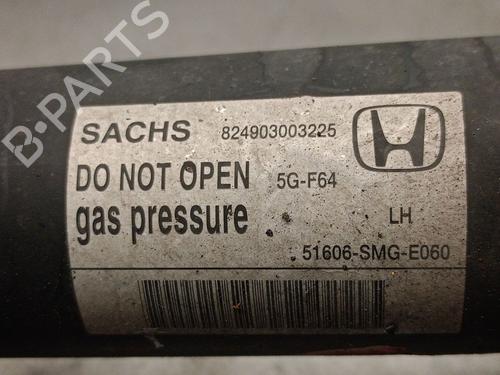 SACHS 824903003225
DO NOT OPEN 5G-F64
gas pressure LH
51606-SMG-E060
B-PARTS